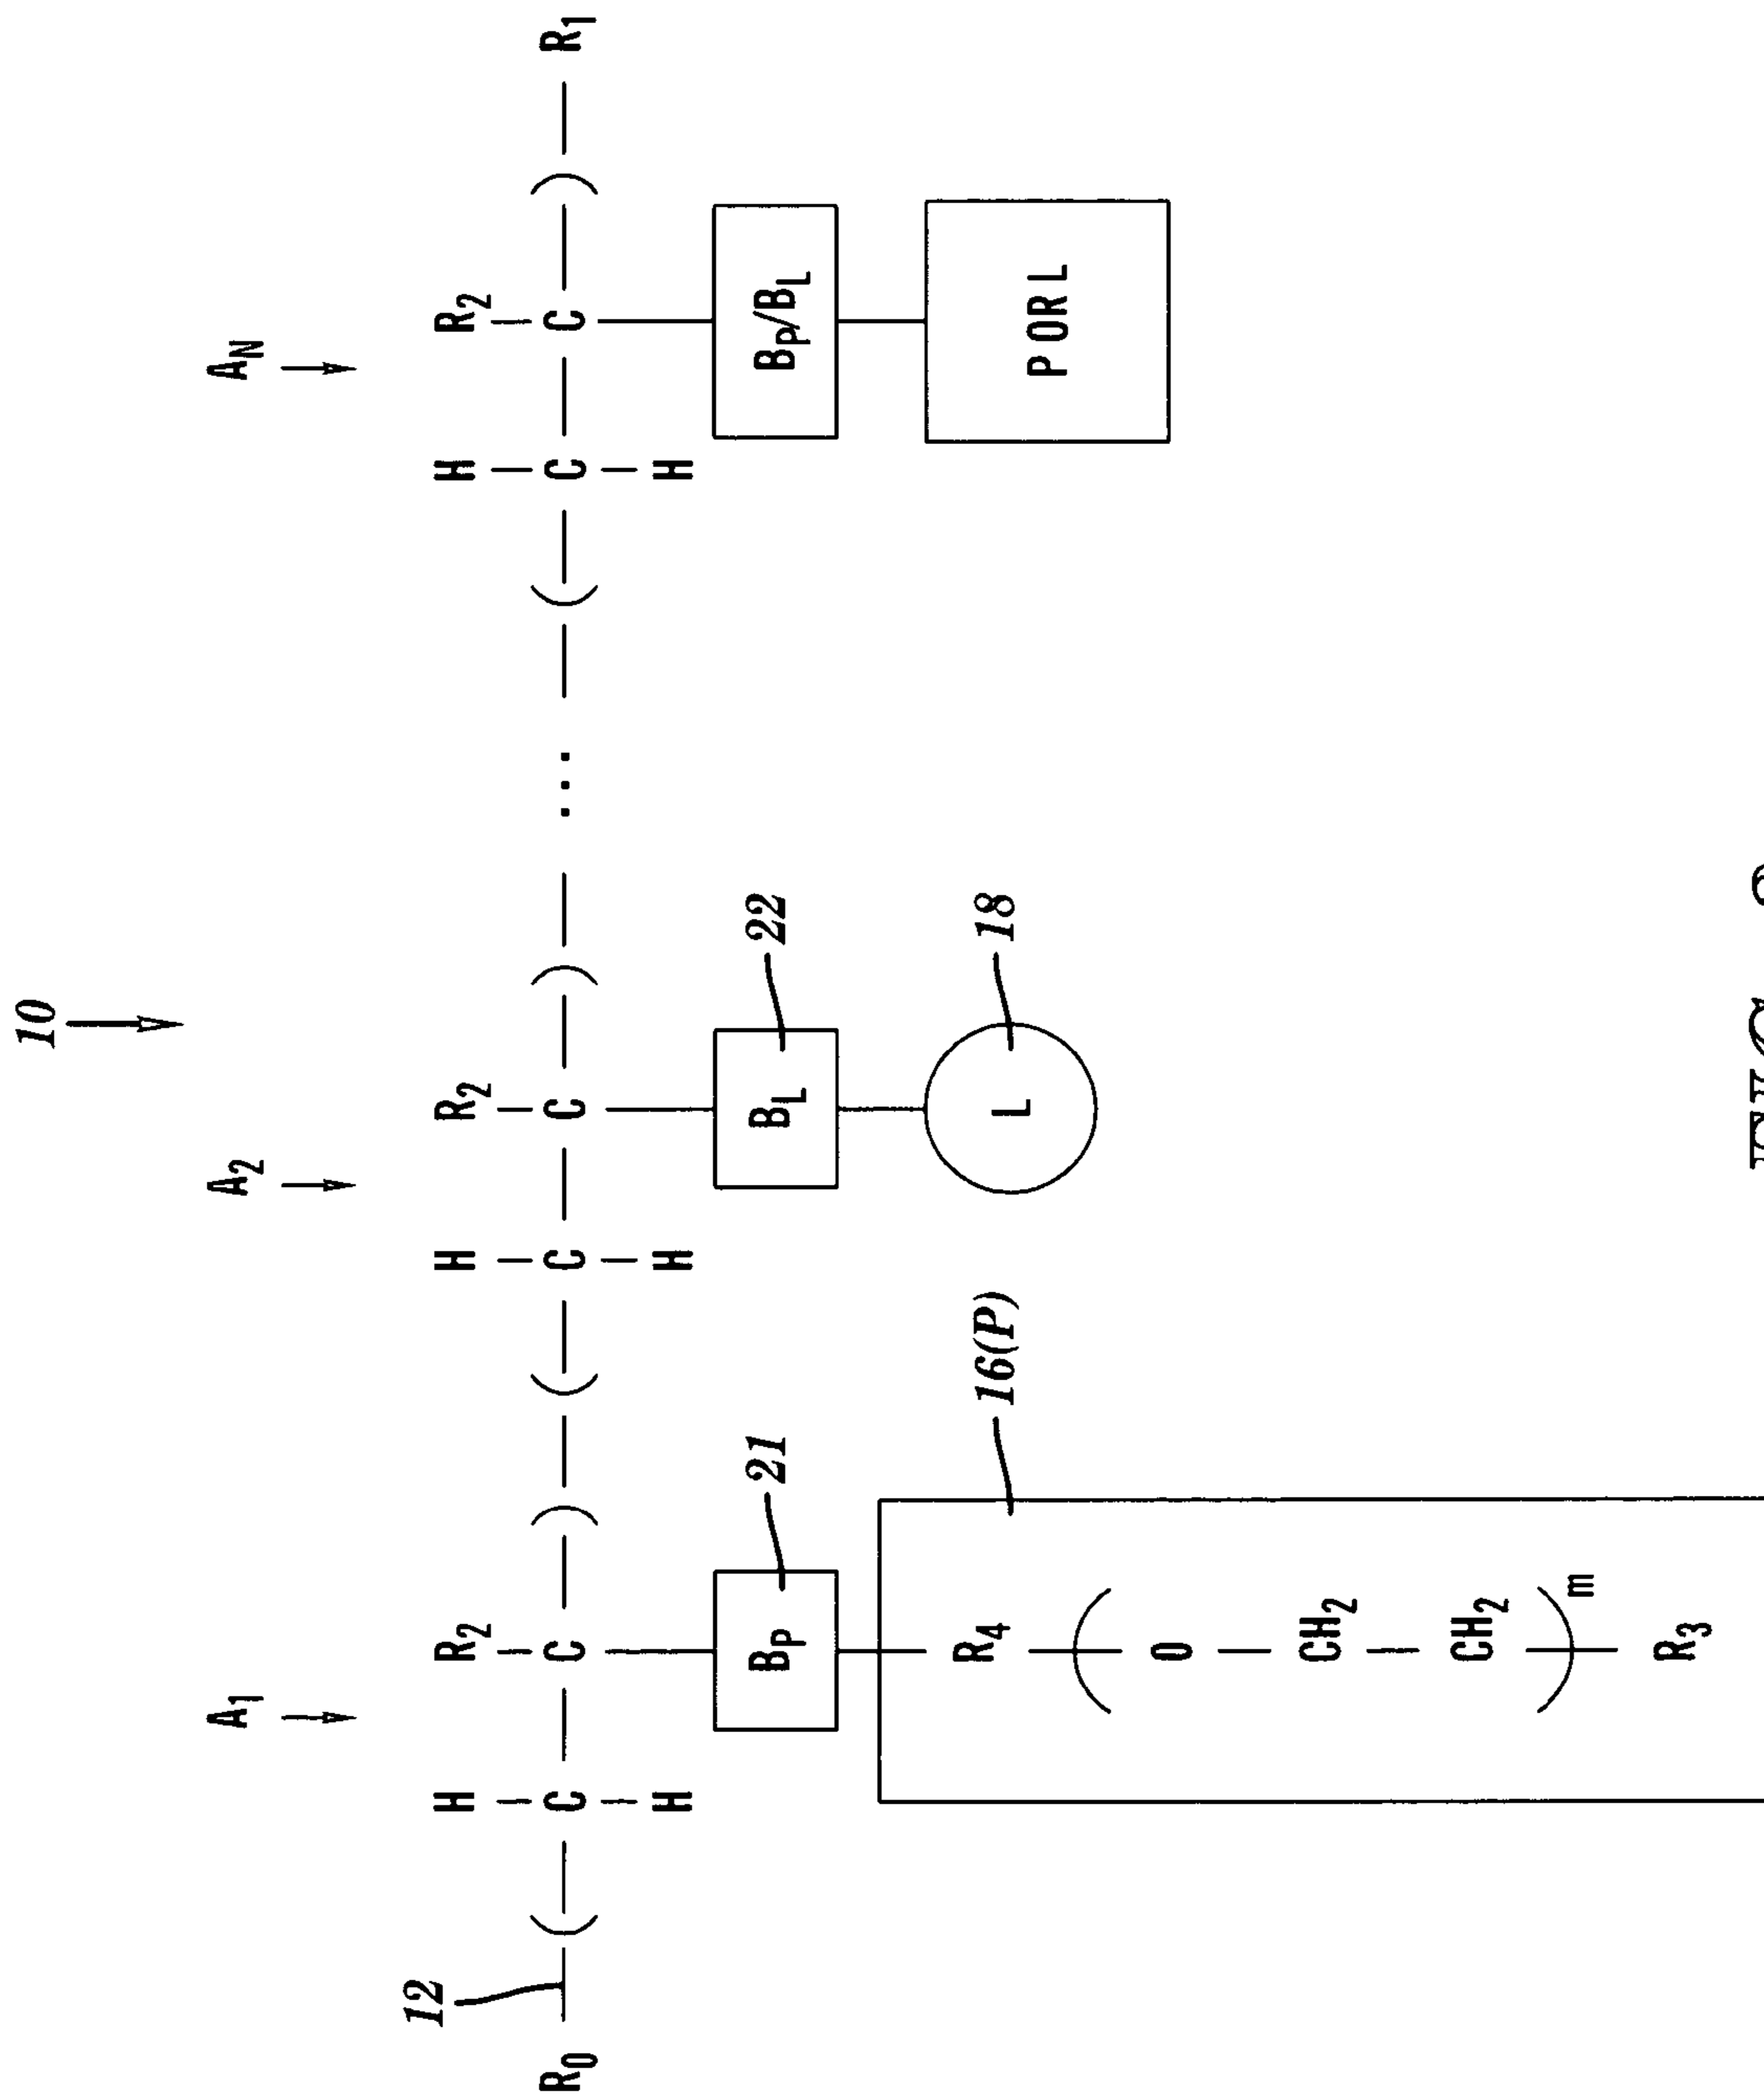 10
A1 A2 AN
12
H R2 H R2 H R2
R0 — ( — C — C — ) — ( — C — C — ) — ... — ( — C — C — ) — R1
H H H
BP 21 BL 22 BP/BL
R4 16(P) L 18 P OR L
( O — CH2 — CH2 ) m
R3